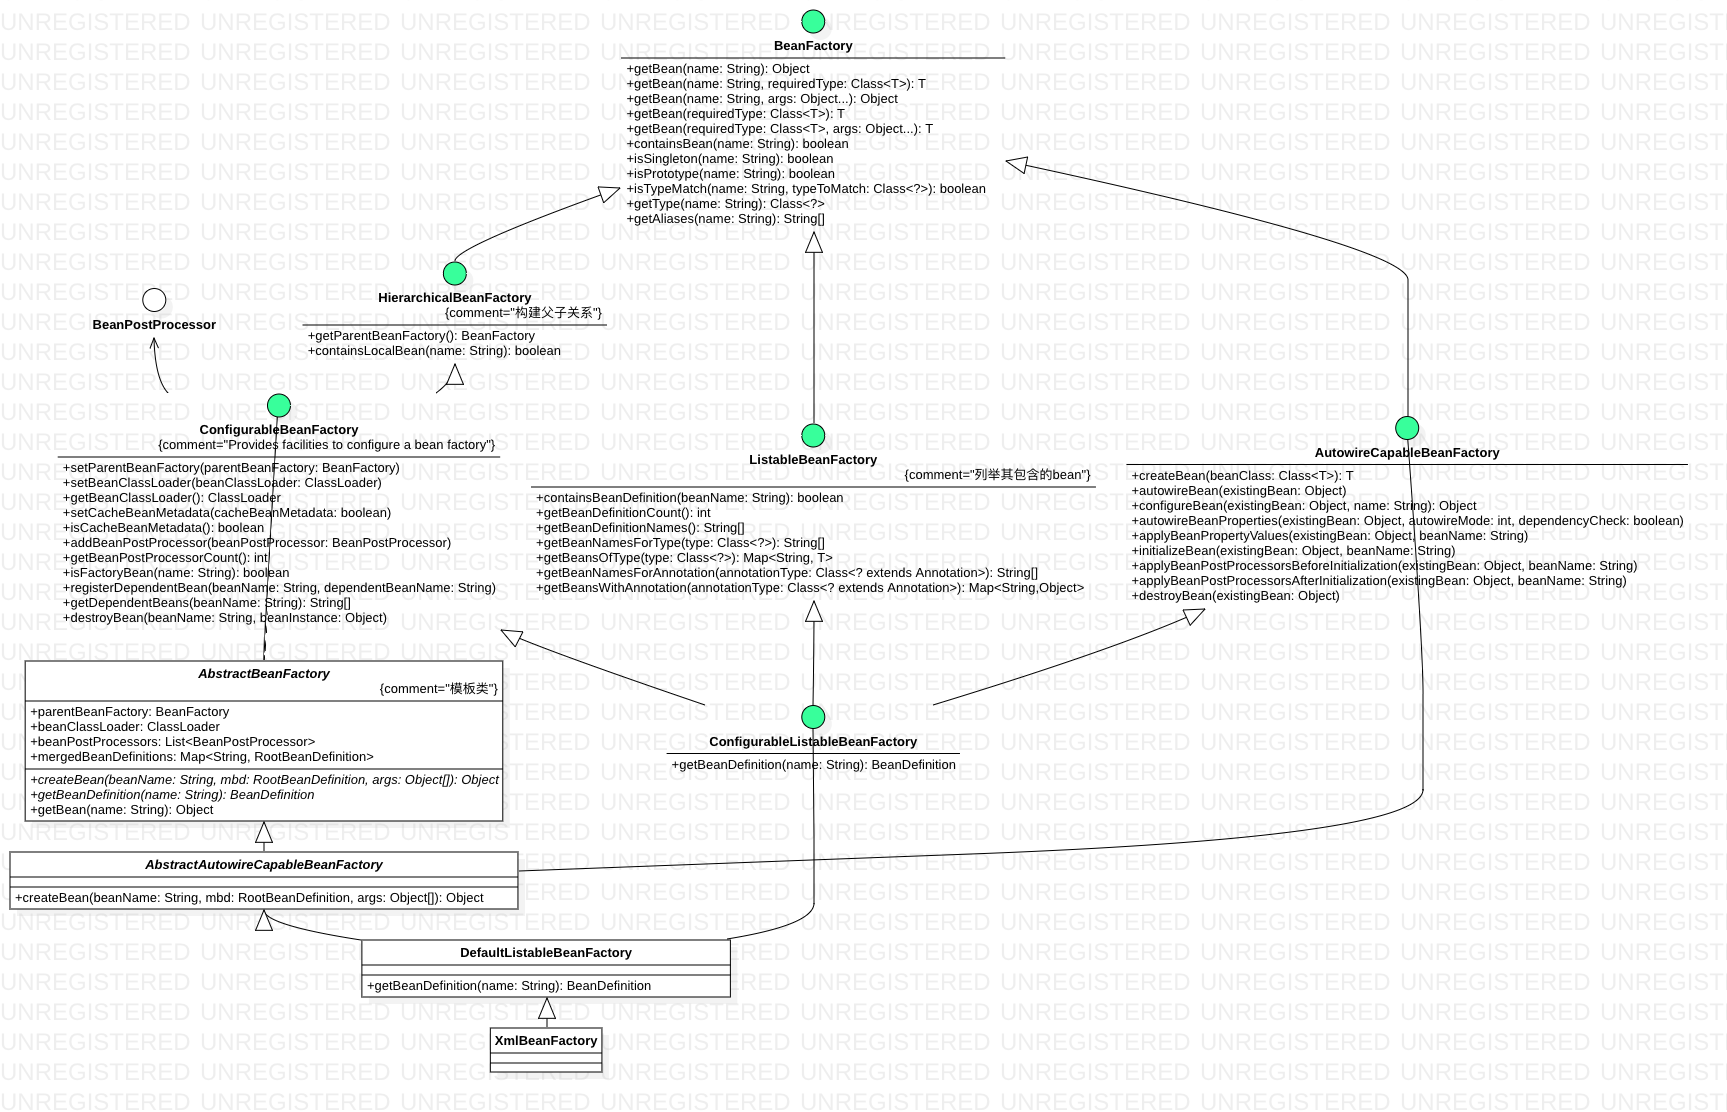 BeanFactory
+getBean(name: String): Object
+getBean(name: String, requiredType: Class<T>): T
+getBean(name: String, args: Object...): Object
+getBean(requiredType: Class<T>): T
+getBean(requiredType: Class<T>, args: Object...): T
+containsBean(name: String): boolean
+isSingleton(name: String): boolean
+isPrototype(name: String): boolean
+isTypeMatch(name: String, typeToMatch: Class<?>): boolean
+getType(name: String): Class<?>
+getAliases(name: String): String[]
HierarchicalBeanFactory
{comment="构建父子关系"}
+getParentBeanFactory(): BeanFactory
+containsLocalBean(name: String): boolean
BeanPostProcessor
ConfigurableBeanFactory
{comment="Provides facilities to configure a bean factory"}
+setParentBeanFactory(parentBeanFactory: BeanFactory)
+setBeanClassLoader(beanClassLoader: ClassLoader)
+getBeanClassLoader(): ClassLoader
+setCacheBeanMetadata(cacheBeanMetadata: boolean)
+isCacheBeanMetadata(): boolean
+addBeanPostProcessor(beanPostProcessor: BeanPostProcessor)
+getBeanPostProcessorCount(): int
+isFactoryBean(name: String): boolean
+registerDependentBean(beanName: String, dependentBeanName: String)
+getDependentBeans(beanName: String): String[]
+destroyBean(beanName: String, beanInstance: Object)
ListableBeanFactory
{comment="列举其包含的bean"}
+containsBeanDefinition(beanName: String): boolean
+getBeanDefinitionCount(): int
+getBeanDefinitionNames(): String[]
+getBeanNamesForType(type: Class<?>): String[]
+getBeansOfType(type: Class<?>): Map<String, T>
+getBeanNamesForAnnotation(annotationType: Class<? extends Annotation>): String[]
+getBeansWithAnnotation(annotationType: Class<? extends Annotation>): Map<String,Object>
AutowireCapableBeanFactory
+createBean(beanClass: Class<T>): T
+autowireBean(existingBean: Object)
+configureBean(existingBean: Object, name: String): Object
+autowireBeanProperties(existingBean: Object, autowireMode: int, dependencyCheck: boolean)
+applyBeanPropertyValues(existingBean: Object, beanName: String)
+initializeBean(existingBean: Object, beanName: String)
+applyBeanPostProcessorsBeforeInitialization(existingBean: Object, beanName: String)
+applyBeanPostProcessorsAfterInitialization(existingBean: Object, beanName: String)
+destroyBean(existingBean: Object)
AbstractBeanFactory
{comment="模板类"}
+parentBeanFactory: BeanFactory
+beanClassLoader: ClassLoader
+beanPostProcessors: List<BeanPostProcessor>
+mergedBeanDefinitions: Map<String, RootBeanDefinition>
+createBean(beanName: String, mbd: RootBeanDefinition, args: Object[]): Object
+getBeanDefinition(name: String): BeanDefinition
+getBean(name: String): Object
ConfigurableListableBeanFactory
+getBeanDefinition(name: String): BeanDefinition
AbstractAutowireCapableBeanFactory
+createBean(beanName: String, mbd: RootBeanDefinition, args: Object[]): Object
DefaultListableBeanFactory
+getBeanDefinition(name: String): BeanDefinition
XmlBeanFactory